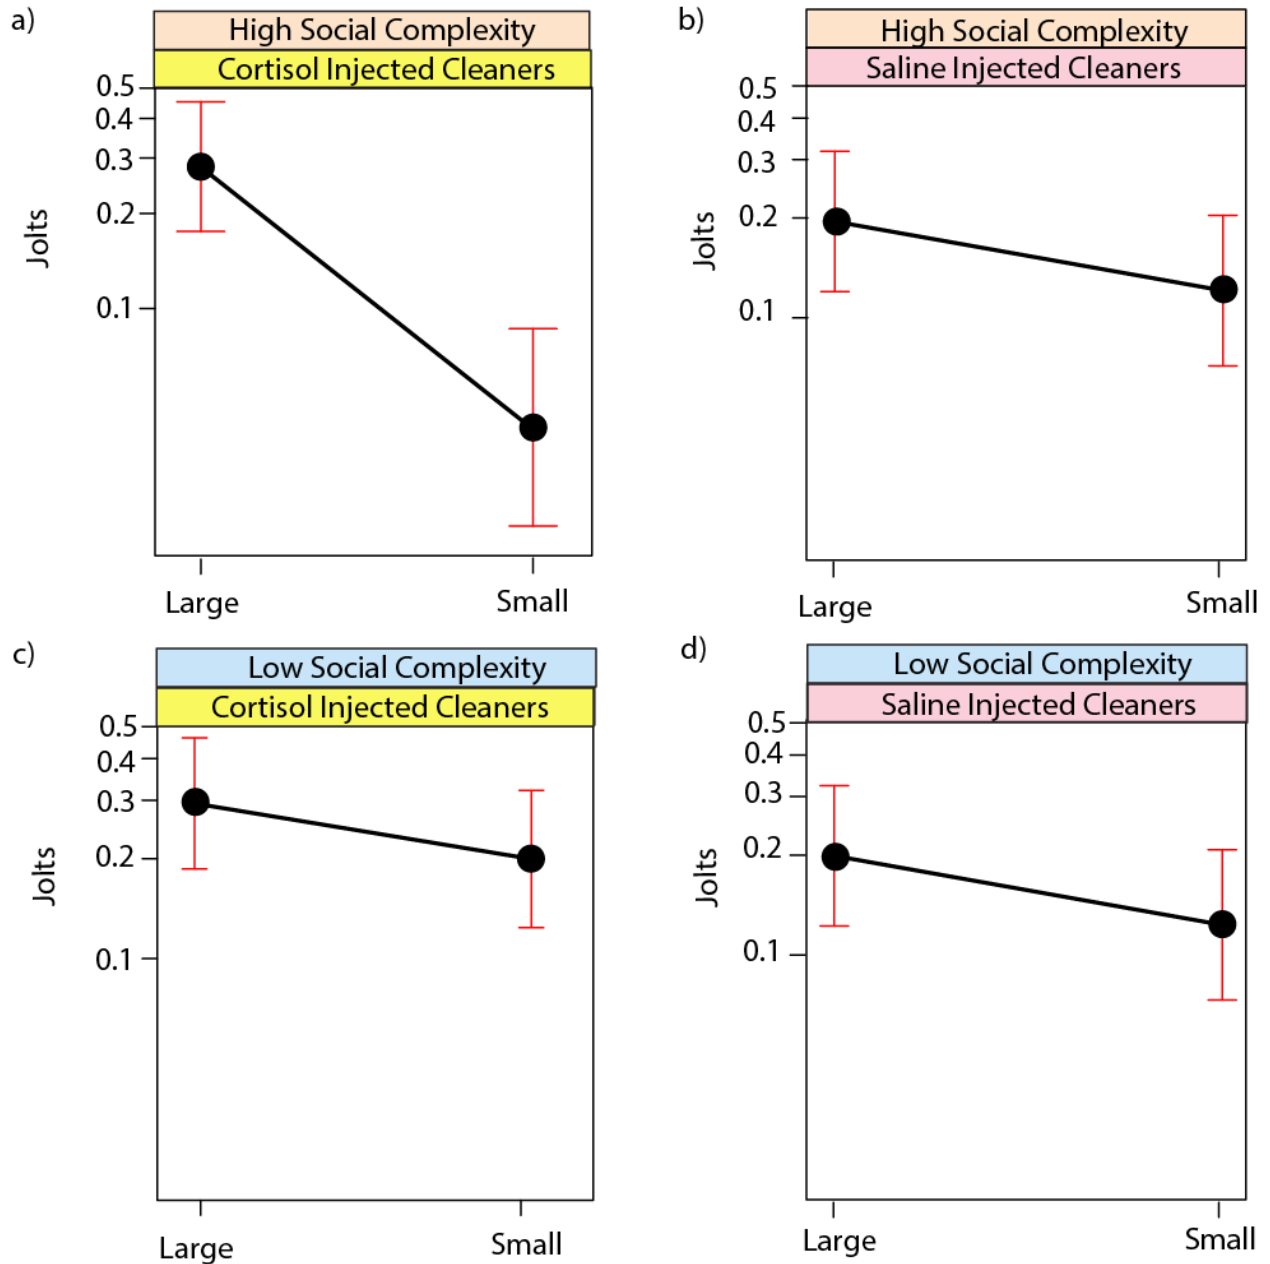 a)
High Social Complexity
Cortisol Injected Cleaners
0.5
0.4
0.3
0.2
0.1
Jolts
Large
Small
b)
High Social Complexity
Saline Injected Cleaners
0.5
0.4
0.3
0.2
0.1
Jolts
Large
Small
c)
Low Social Complexity
Cortisol Injected Cleaners
0.5
0.4
0.3
0.2
0.1
Jolts
Large
Small
d)
Low Social Complexity
Saline Injected Cleaners
0.5
0.4
0.3
0.2
0.1
Jolts
Large
Small